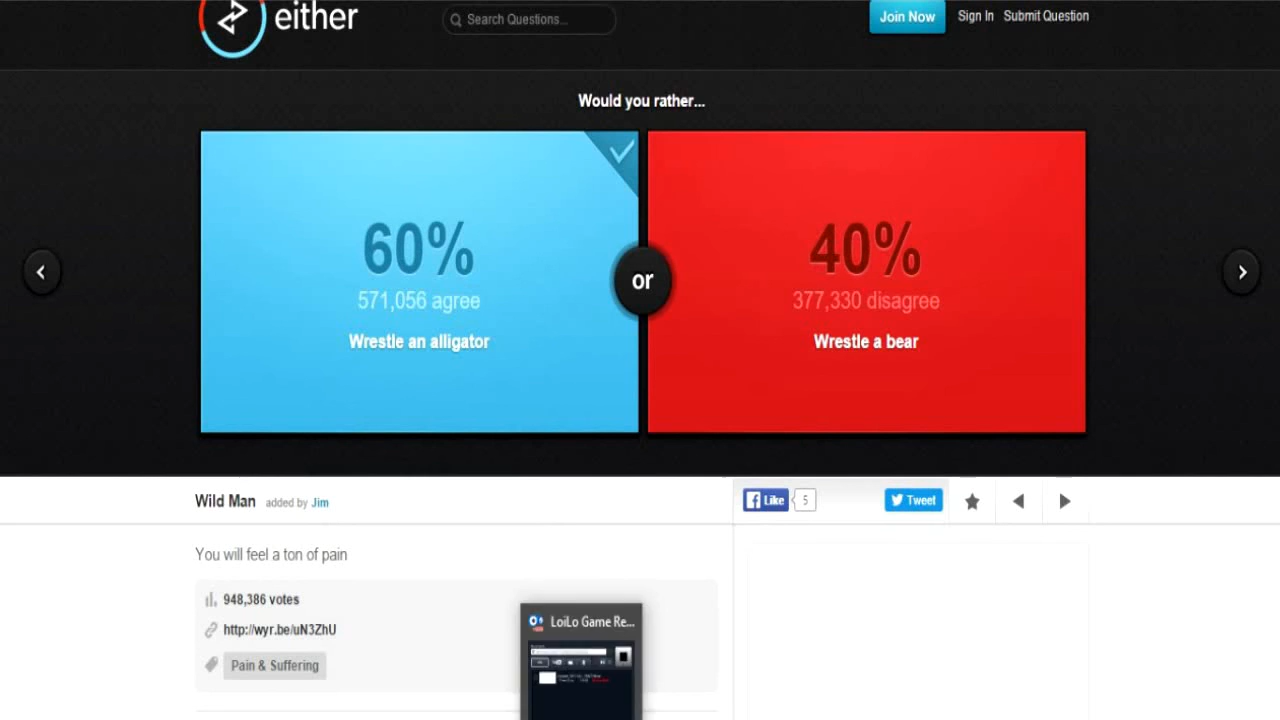 either
Search Questions...
Join Now
Sign In
Submit Question
Would you rather...
60%
571,056 agree
Wrestle an alligator
or
40%
377,330 disagree
Wrestle a bear
Wild Man added by Jim
Like
5
Tweet
You will feel a ton of pain
948,386 votes
http://wyr.be/uN3ZhU
Pain & Suffering
LoiLo Game Re...